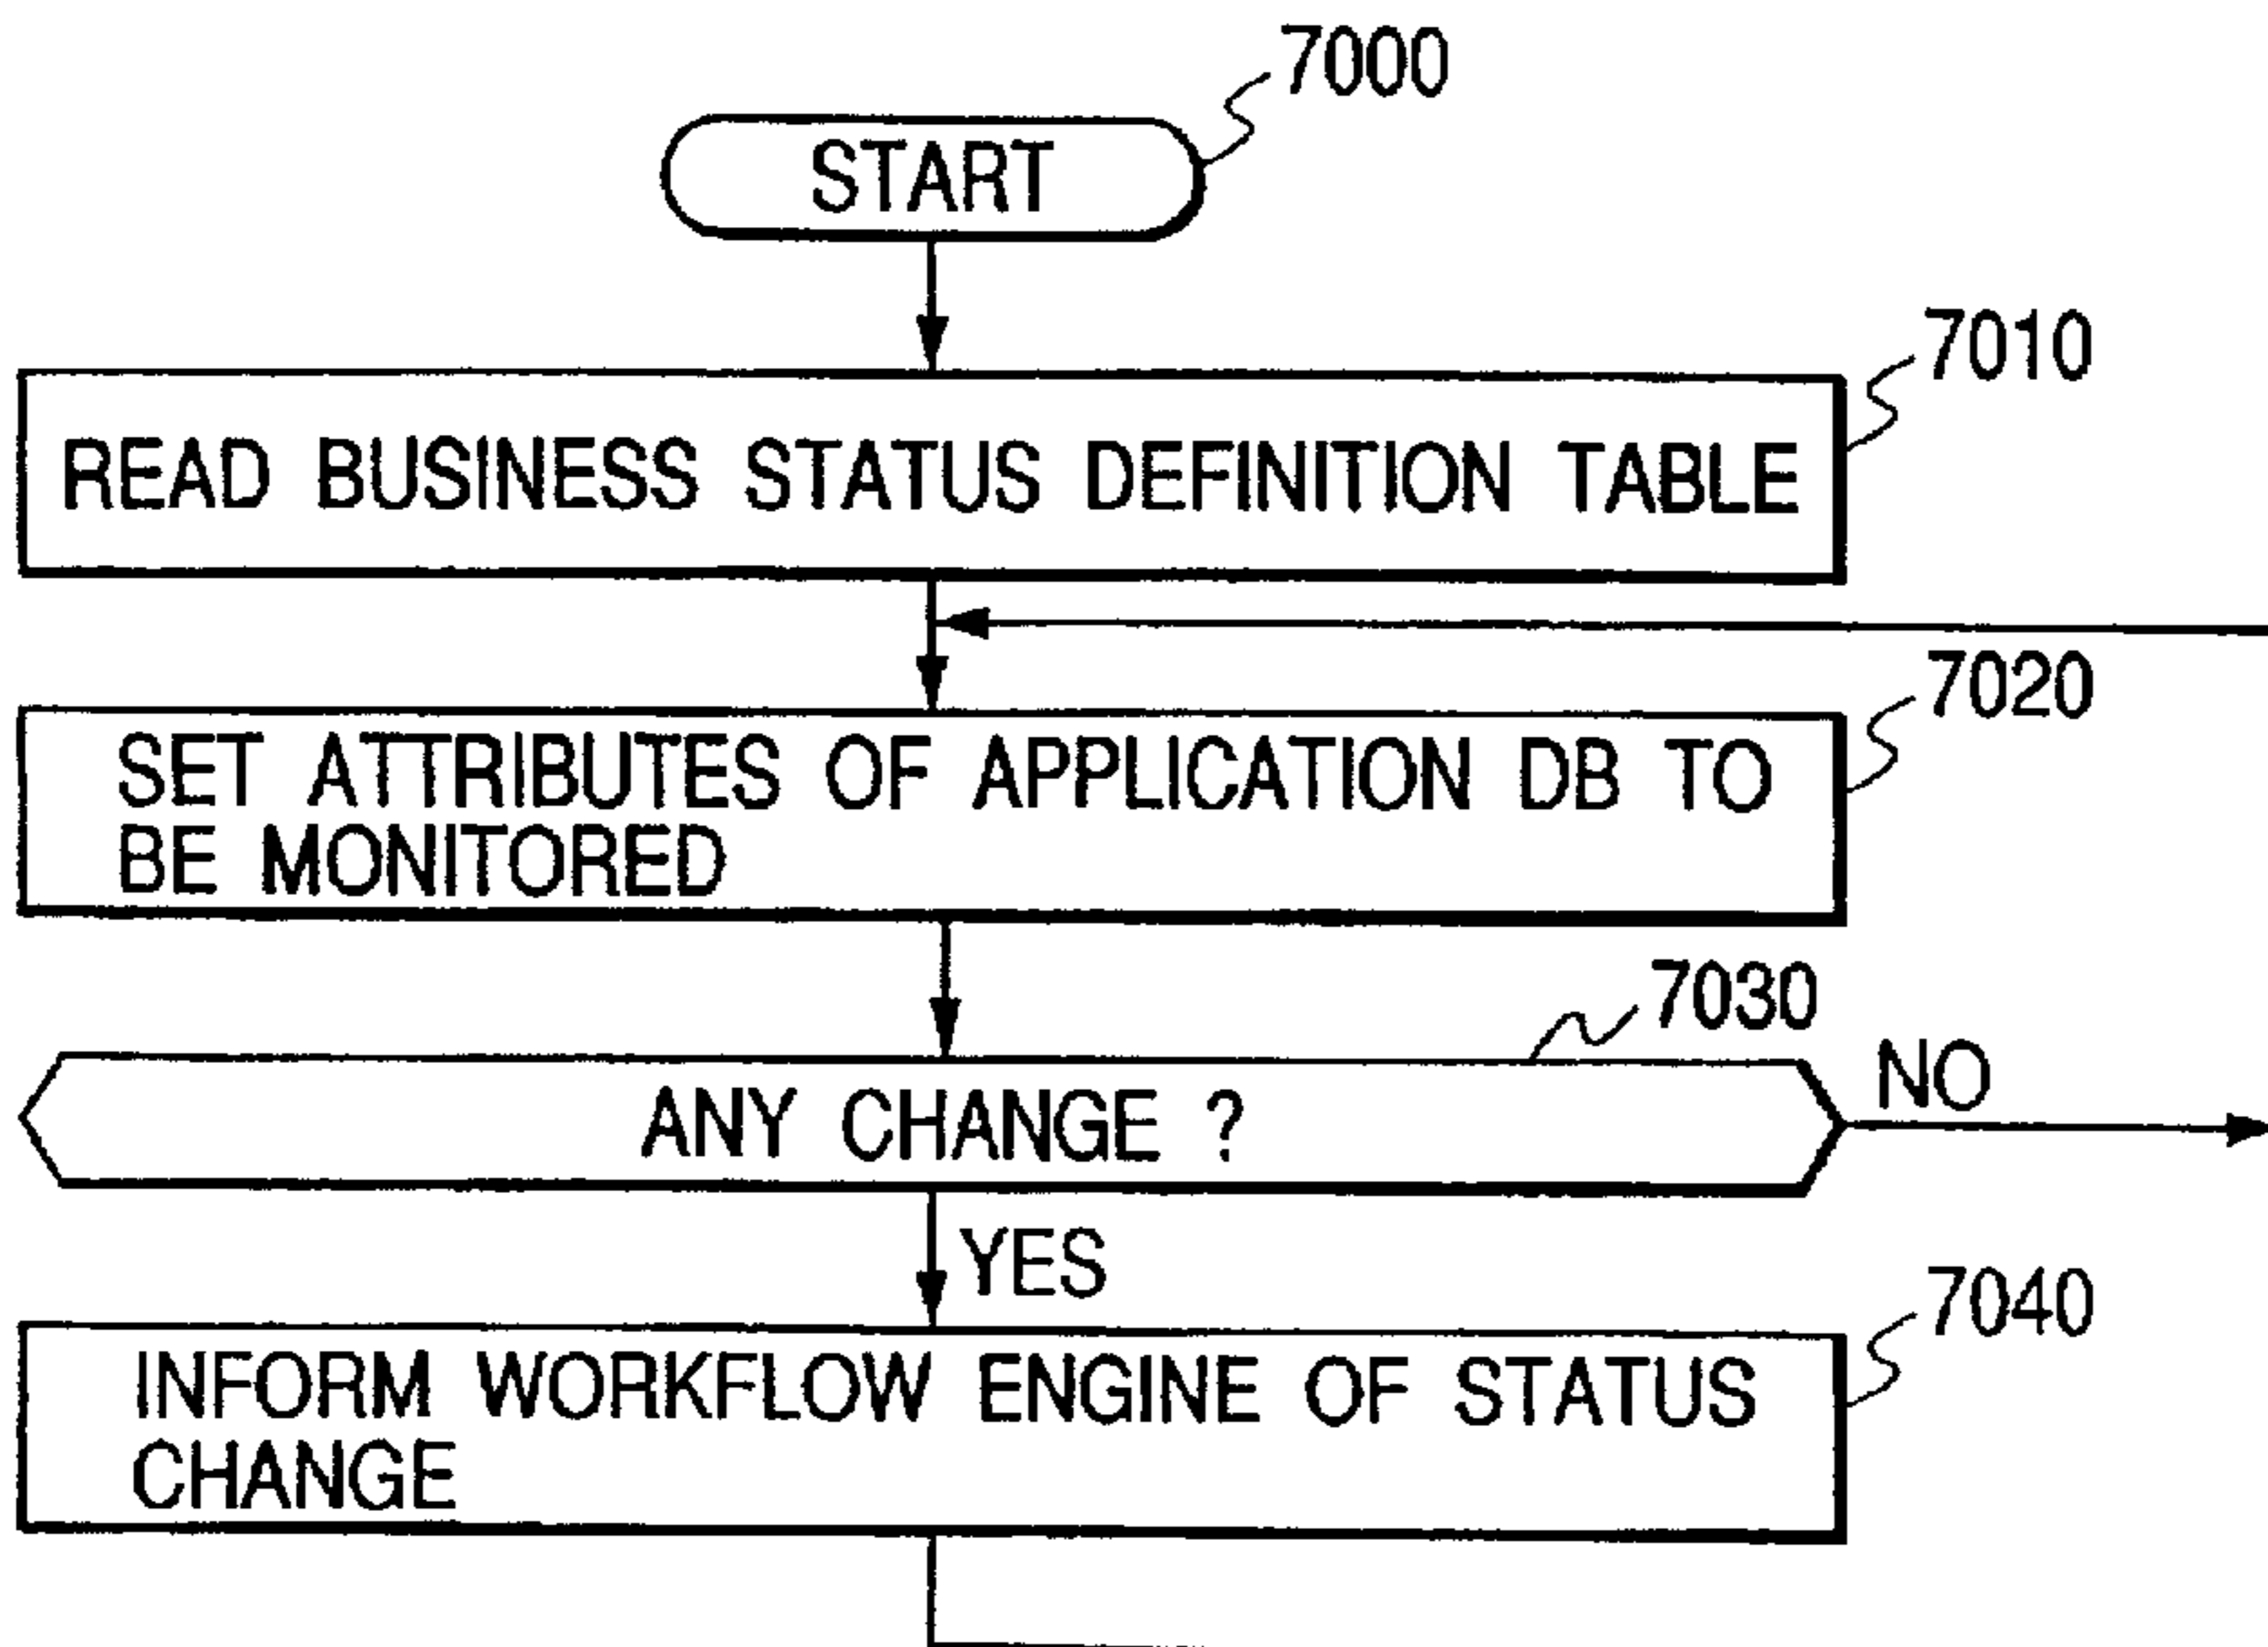 7000
START
7010
READ BUSINESS STATUS DEFINITION TABLE
7020
SET ATTRIBUTES OF APPLICATION DB TO
BE MONITORED
7030
ANY CHANGE ?
NO
YES
7040
INFORM WORKFLOW ENGINE OF STATUS
CHANGE